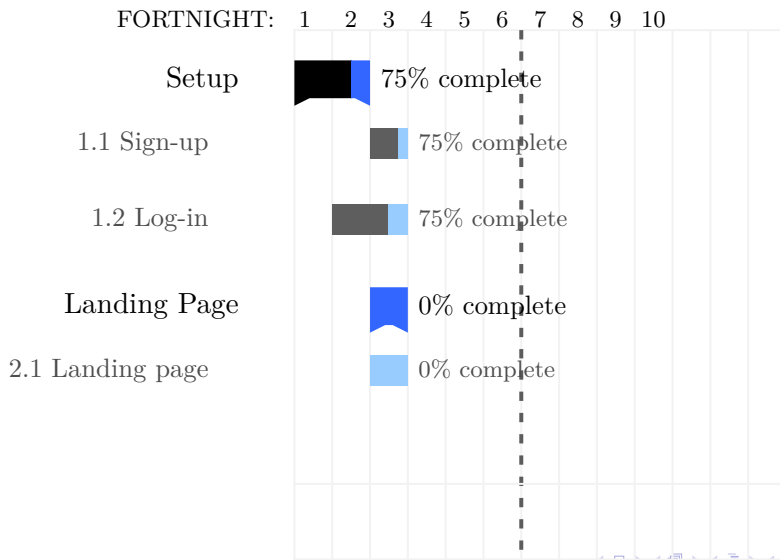 FORTNIGHT: 1 2 3 4 5 6 7 8 9 10
Setup 75% complete
1.1 Sign-up 75% complete
1.2 Log-in 75% complete
Landing Page 0% complete
2.1 Landing page 0% complete